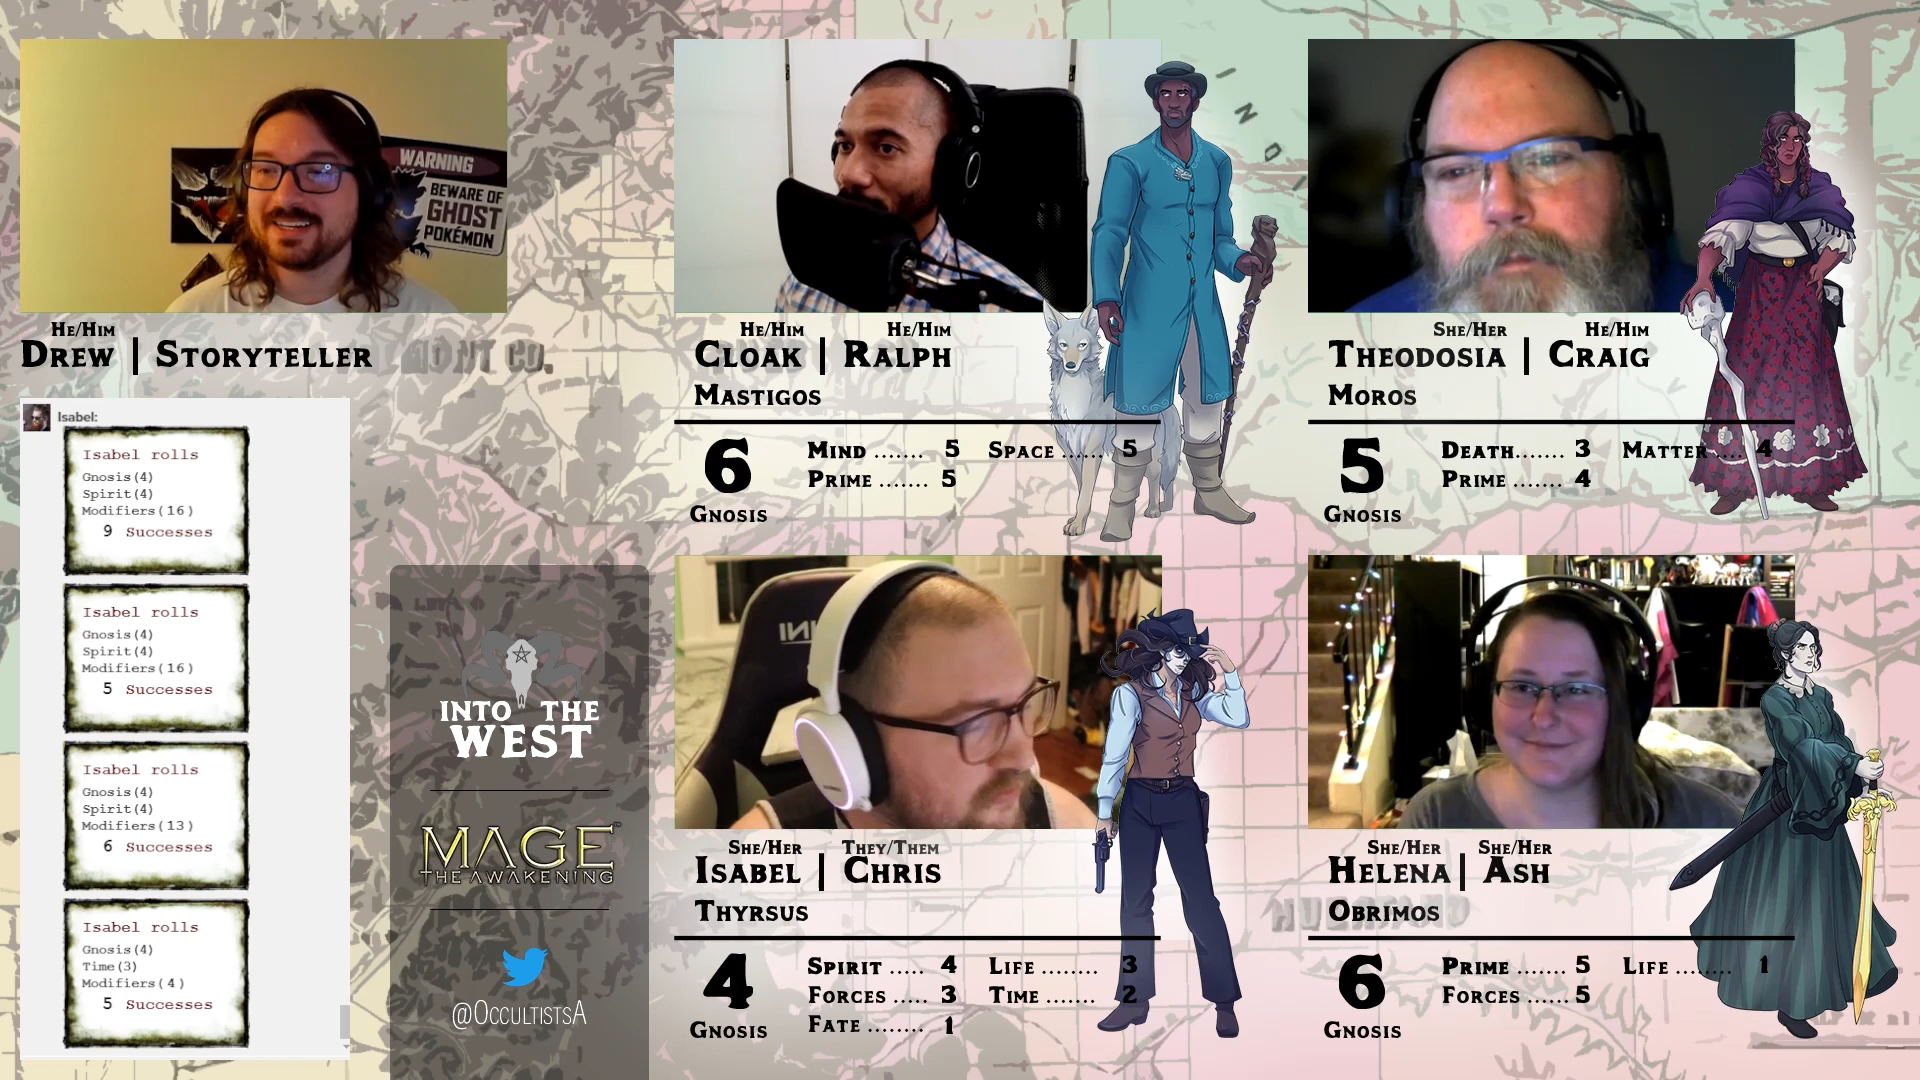 WARNING
BEWARE OF
GHOST
POKÉMON
He/Him
Drew | Storyteller
MONT CO.
Isabel:
Isabel rolls
Gnosis(4)
Spirit(4)
Modifiers(16)
9 Successes
Isabel rolls
Gnosis(4)
Spirit(4)
Modifiers(16)
5 Successes
Isabel rolls
Gnosis(4)
Spirit(4)
Modifiers(13)
6 Successes
Isabel rolls
Gnosis(4)
Time(3)
Modifiers(4)
5 Successes
INTO THE
WEST
MAGE
THE AWAKENING
@OccultistsA
He/Him He/Him
Cloak | Ralph
Mastigos
6
Gnosis
Mind ....... 5 Space ...... 5
Prime ....... 5
She/Her He/Him
Theodosia | Craig
Moros
5
Gnosis
Death....... 3 Matter .... 4
Prime ....... 4
INDI
She/Her They/Them
Isabel | Chris
Thyrsus
4
Gnosis
Spirit ..... 4 Life ........ 3
Forces ..... 3 Time ....... 2
Fate ........ 1
She/Her She/Her
Helena | Ash
Obrimos
6
Gnosis
Prime ....... 5 Life ........ 1
Forces ...... 5